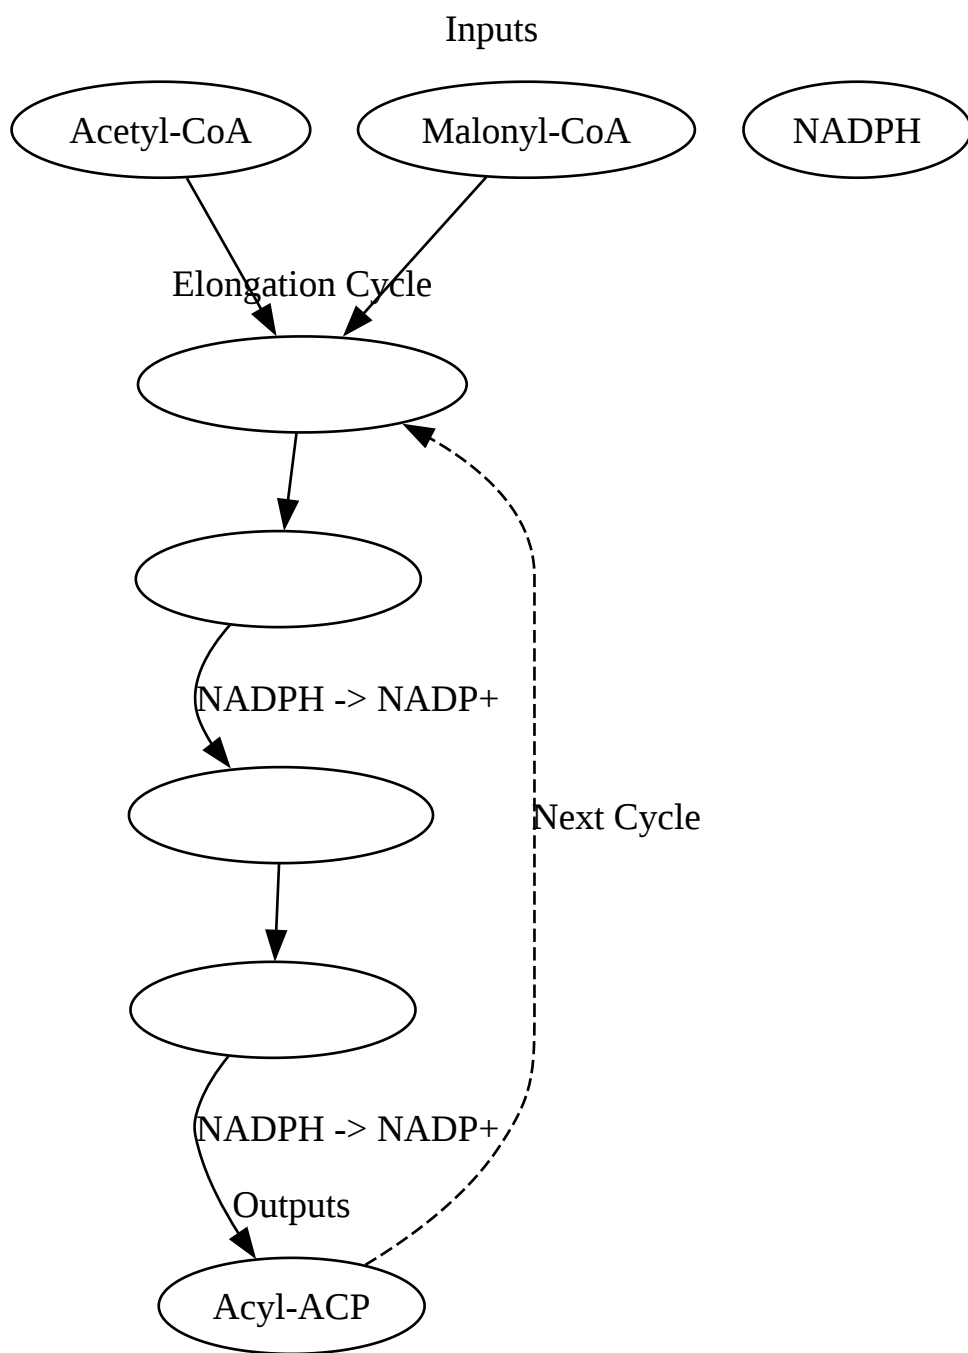 Inputs
Acetyl-CoA
Malonyl-CoA
NADPH
Elongation Cycle
NADPH -> NADP+
Next Cycle
NADPH -> NADP+
Outputs
Acyl-ACP